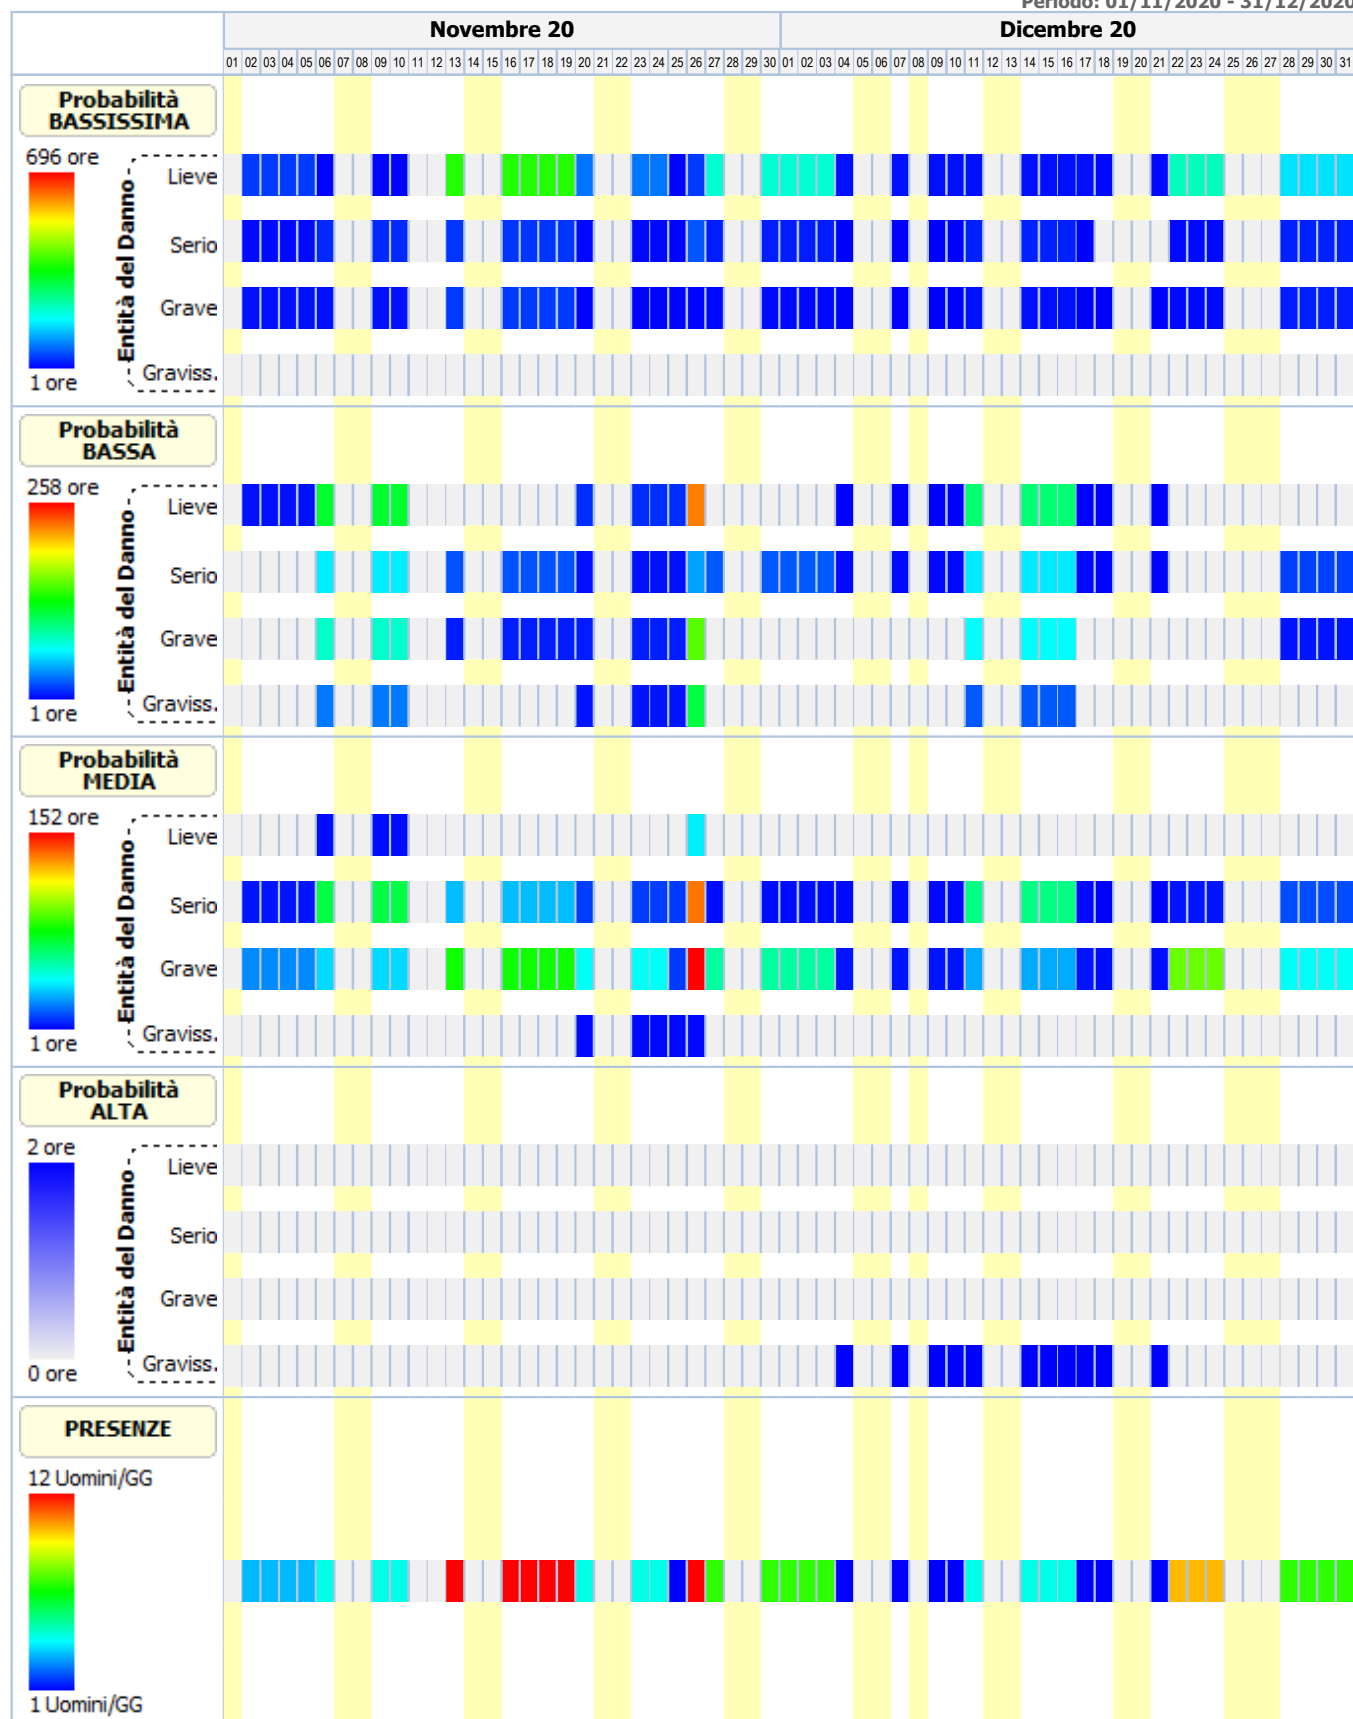 Periodo: 01/11/2020 - 31/12/2020
Novembre 20 Dicembre 20
01 02 03 04 05 06 07 08 09 10 11 12 13 14 15 16 17 18 19 20 21 22 23 24 25 26 27 28 29 30 01 02 03 04 05 06 07 08 09 10 11 12 13 14 15 16 17 18 19 20 21 22 23 24 25 26 27 28 29 30 31
Probabilità
BASSISSIMA
696 ore
1 ore
Entità del Danno
Lieve
Serio
Grave
Graviss.
Probabilità
BASSA
258 ore
1 ore
Entità del Danno
Lieve
Serio
Grave
Graviss.
Probabilità
MEDIA
152 ore
1 ore
Entità del Danno
Lieve
Serio
Grave
Graviss.
Probabilità
ALTA
2 ore
0 ore
Entità del Danno
Lieve
Serio
Grave
Graviss.
PRESENZE
12 Uomini/GG
1 Uomini/GG